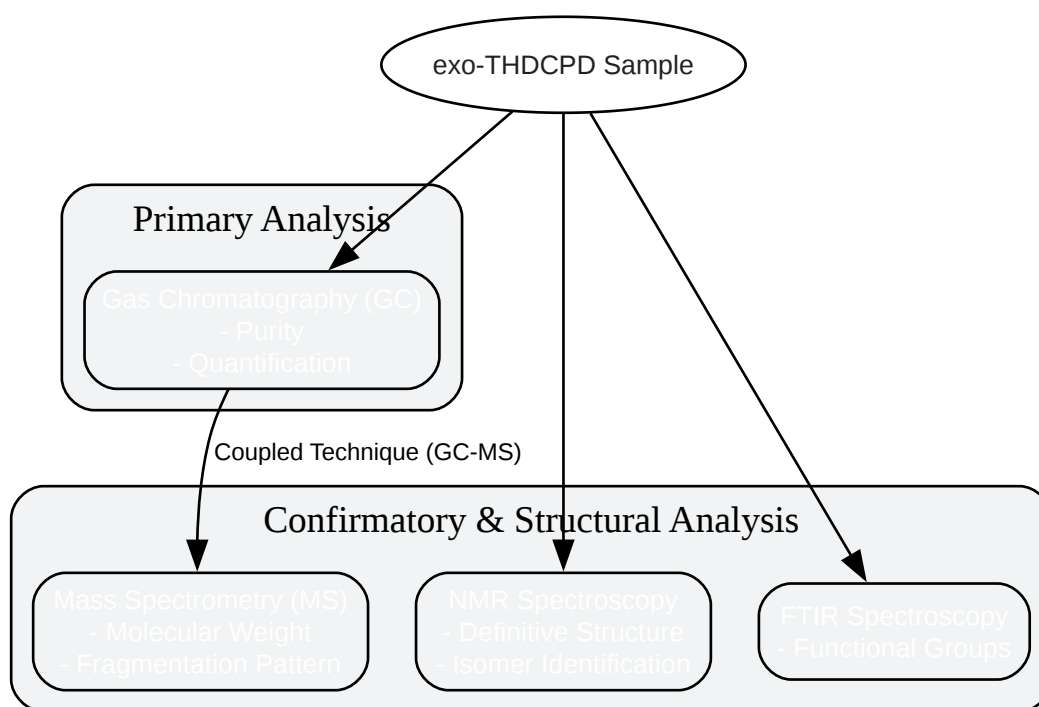 exo-THDCPD Sample
Primary Analysis
Gas Chromatography (GC)
- Purity
- Quantification
Coupled Technique (GC-MS)
Confirmatory & Structural Analysis
Mass Spectrometry (MS)
- Molecular Weight
- Fragmentation Pattern
NMR Spectroscopy
- Definitive Structure
- Isomer Identification
FTIR Spectroscopy
- Functional Groups